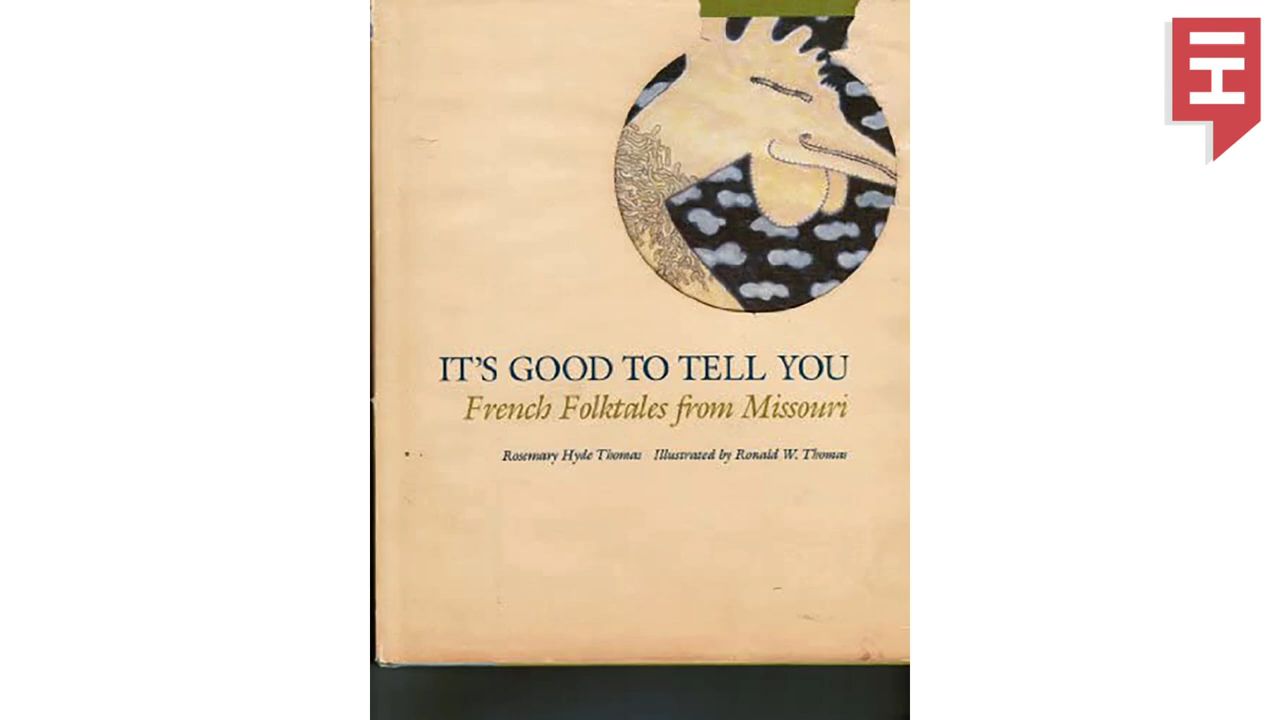 IT'S GOOD TO TELL YOU
French Folktales from Missouri
Rosemary Hyde Thomas Illustrated by Ronald W. Thomas